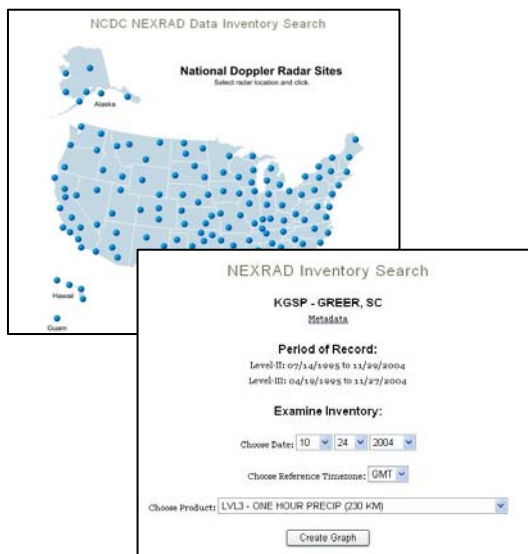 NCDC NEXRAD Data Inventory Search
National Doppler Radar Sites
Select radar location and click.
Alaska
Hawaii
Guam
NEXRAD Inventory Search
KGSP - GREER, SC
Metadata
Period of Record:
Level-II: 07/14/1995 to 11/29/2004
Level-III: 04/19/1995 to 11/27/2004
Examine Inventory:
Choose Date: 10 24 2004
Choose Reference Timezone: GMT
Choose Product: LVL3 - ONE HOUR PRECIP (230 KM)
Create Graph